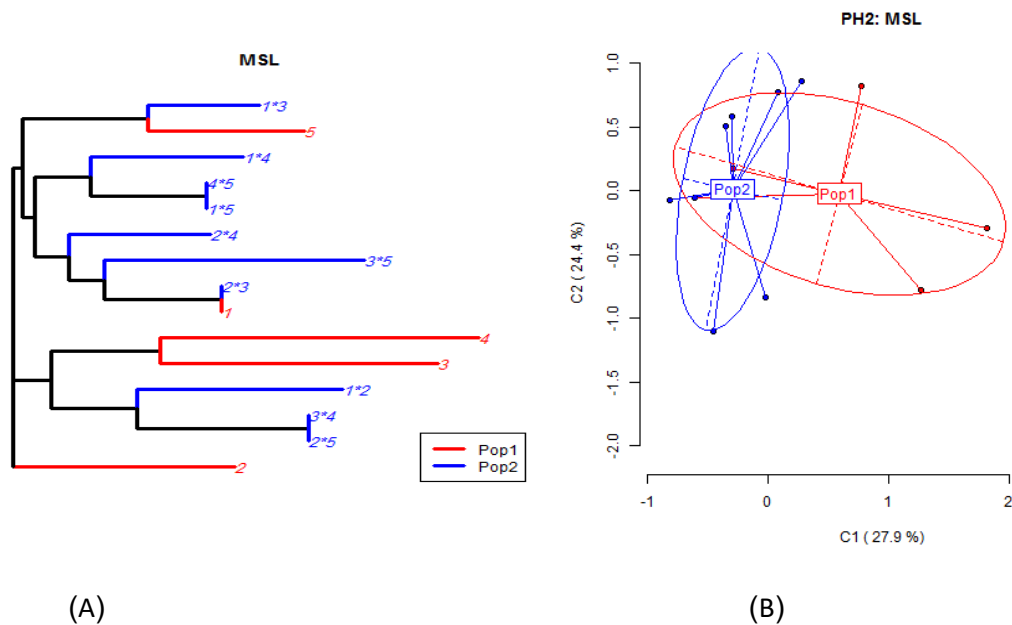 MSL
1*3
5
1*4
4*5
1*5
2*4
3*5
2*3
1
4
3
1*2
3*4
2*5
2
Pop1
Pop2
(A)
PH2: MSL
1.0
0.5
0.0
-0.5
-1.0
-1.5
-2.0
C2 ( 24.4 %)
Pop2
Pop1
-1 0 1 2
C1 ( 27.9 %)
(B)